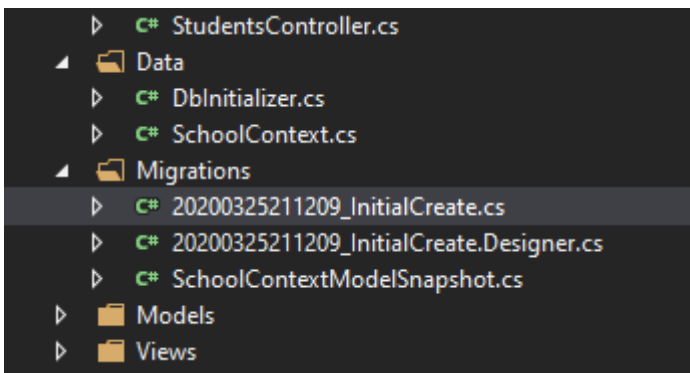 C# StudentsController.cs
Data
C# DbInitializer.cs
C# SchoolContext.cs
Migrations
C# 20200325211209_InitialCreate.cs
C# 20200325211209_InitialCreate.Designer.cs
C# SchoolContextModelSnapshot.cs
Models
Views